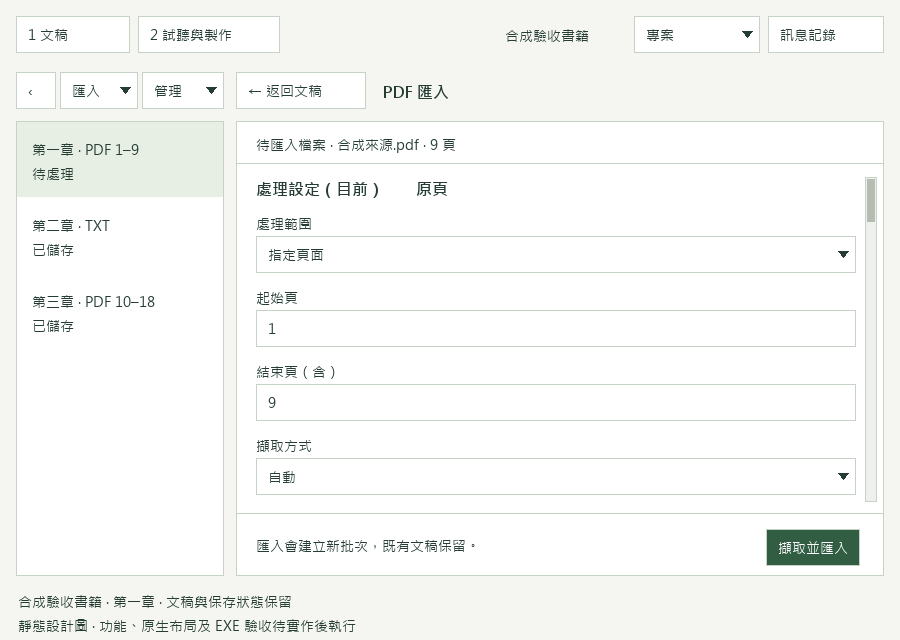 1 文稿
2 試聽與製作
合成驗收書籍
專案
訊息記錄
‹
匯入
管理
← 返回文稿
PDF 匯入
第一章 · PDF 1–9
待處理
第二章 · TXT
已儲存
第三章 · PDF 10–18
已儲存
待匯入檔案 · 合成來源.pdf · 9 頁
處理設定（目前）
原頁
處理範圍
指定頁面
起始頁
1
結束頁（含）
9
擷取方式
自動
匯入會建立新批次，既有文稿保留。
擷取並匯入
合成驗收書籍 · 第一章 · 文稿與保存狀態保留
靜態設計圖 · 功能、原生布局及 EXE 驗收待實作後執行